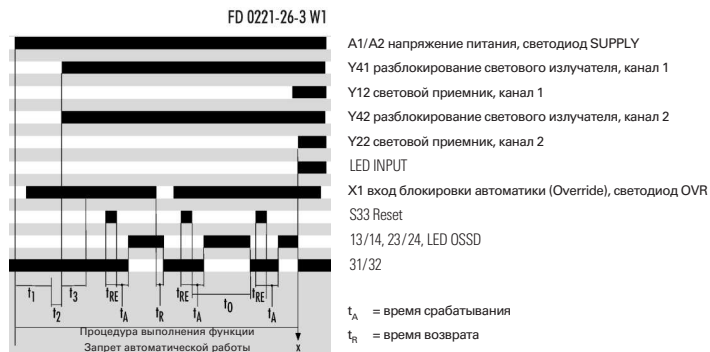 FD 0221-26-3 W1
A1/A2 напряжение питания, светодиод SUPPLY
Y41 разблокирование светового излучателя, канал 1
Y12 световой приемник, канал 1
Y42 разблокирование светового излучателя, канал 2
Y22 световой приемник, канал 2
LED INPUT
X1 вход блокировки автоматики (Override), светодиод OVR
S33 Reset
13/14, 23/24, LED OSSD
31/32
t1 t3 tRE tRE tRE
t2 tA tR tA t0 tA
tA = время срабатывания
tR = время возврата
Процедура выполнения функции
Запрет автоматической работы x